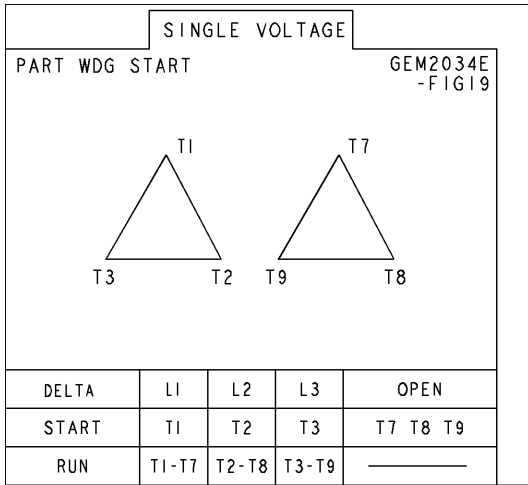 SINGLE VOLTAGE
PART WDG START
GEM2034E
-FIG19
T1
T7
T3
T2
T9
T8
DELTA L1 L2 L3 OPEN
START T1 T2 T3 T7 T8 T9
RUN T1-T7 T2-T8 T3-T9